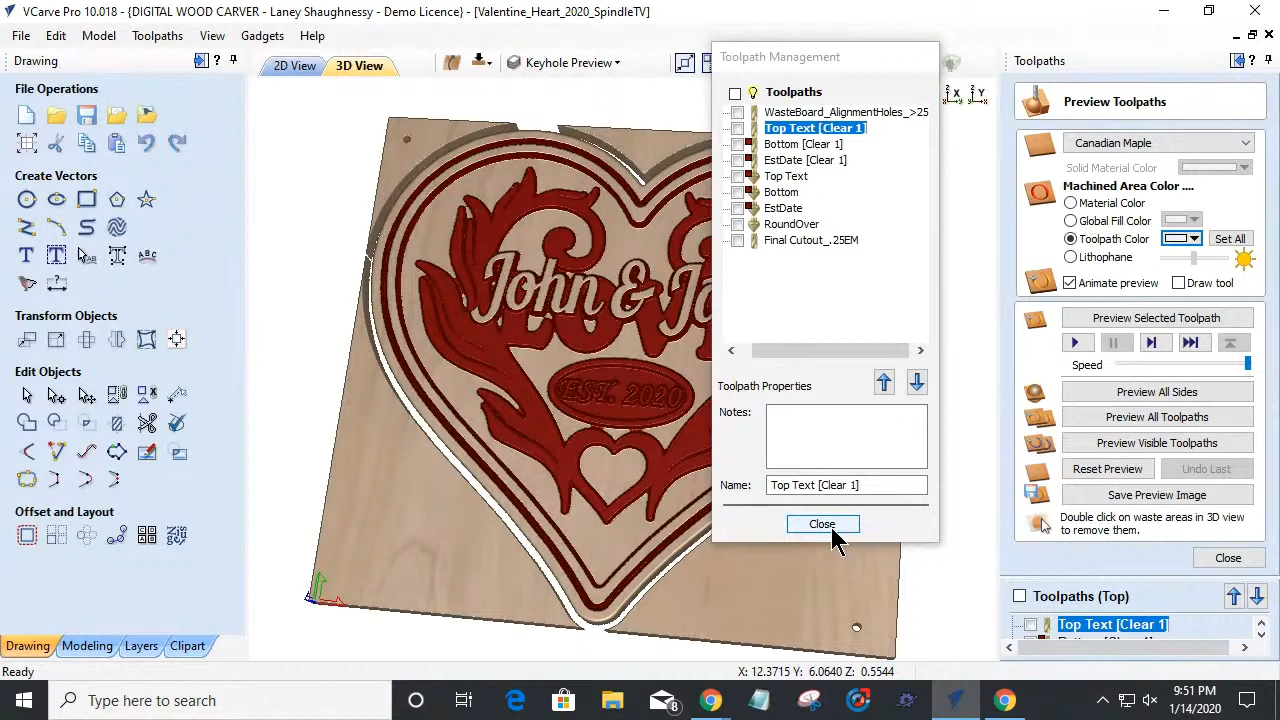 VCarve Pro 10.018 - {DIGITAL WOOD CARVER - Laney Shaughnessy - Demo Licence} - [Valentine_Heart_2020_SpindleTV]
File Edit Model Toolpaths View Gadgets Help
Drawing
File Operations
Create Vectors
Transform Objects
Edit Objects
Offset and Layout
Drawing Modeling Layers Clipart
Ready
2D View 3D View
Keyhole Preview
X Y
John &
EST. 2020
Toolpath Management
Toolpaths
WasteBoard_AlignmentHoles_>25
Top Text [Clear 1]
Bottom [Clear 1]
EstDate [Clear 1]
Top Text
Bottom
EstDate
RoundOver
Final Cutout_.25EM
Toolpath Properties
Notes:
Name: Top Text [Clear 1]
Close
Toolpaths
Preview Toolpaths
Canadian Maple
Solid Material Color
Machined Area Color ....
Material Color
Global Fill Color
Toolpath Color Set All
Lithophane
Animate preview Draw tool
Preview Selected Toolpath
Speed
Preview All Sides
Preview All Toolpaths
Preview Visible Toolpaths
Reset Preview Undo Last
Save Preview Image
Double click on waste areas in 3D view
to remove them.
Close
Toolpaths (Top)
Top Text [Clear 1]
X: 12.3715 Y: 6.0640 Z: 0.5544
Type here to search
8
9:51 PM
1/14/2020